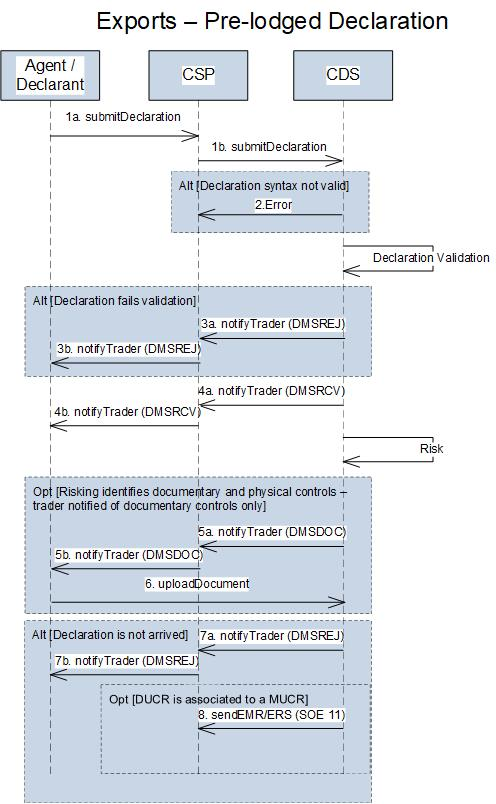 Exports – Pre-lodged Declaration
Agent /
Declarant
CSP
CDS
1a. submitDeclaration
1b. submitDeclaration
Alt [Declaration syntax not valid]
2.Error
Declaration Validation
Alt [Declaration fails validation]
3a. notifyTrader (DMSREJ)
3b. notifyTrader (DMSREJ)
4a. notifyTrader (DMSRCV)
4b. notifyTrader (DMSRCV)
Risk
Opt [Risking identifies documentary and physical controls –
trader notified of documentary controls only]
5a. notifyTrader (DMSDOC)
5b. notifyTrader (DMSDOC)
6. uploadDocument
Alt [Declaration is not arrived]
7a. notifyTrader (DMSREJ)
7b. notifyTrader (DMSREJ)
Opt [DUCR is associated to a MUCR]
8. sendEMR/ERS (SOE 11)